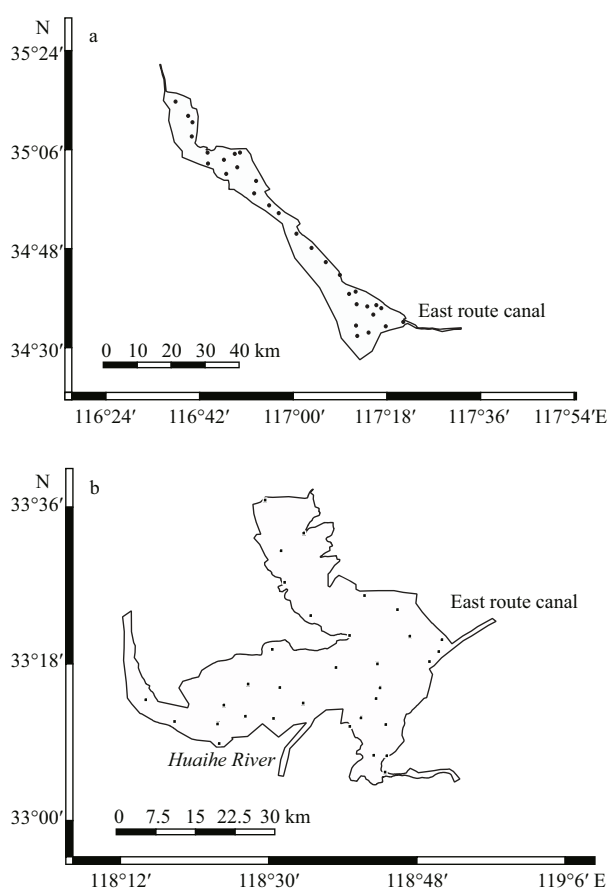 N
a
35°24′
35°06′
34°48′
34°30′
East route canal
0 10 20 30 40 km
116°24′ 116°42′ 117°00′ 117°18′ 117°36′ 117°54′E
N
b
33°36′
33°18′
33°00′
East route canal
Huaihe River
0 7.5 15 22.5 30 km
118°12′ 118°30′ 118°48′ 119°6′ E